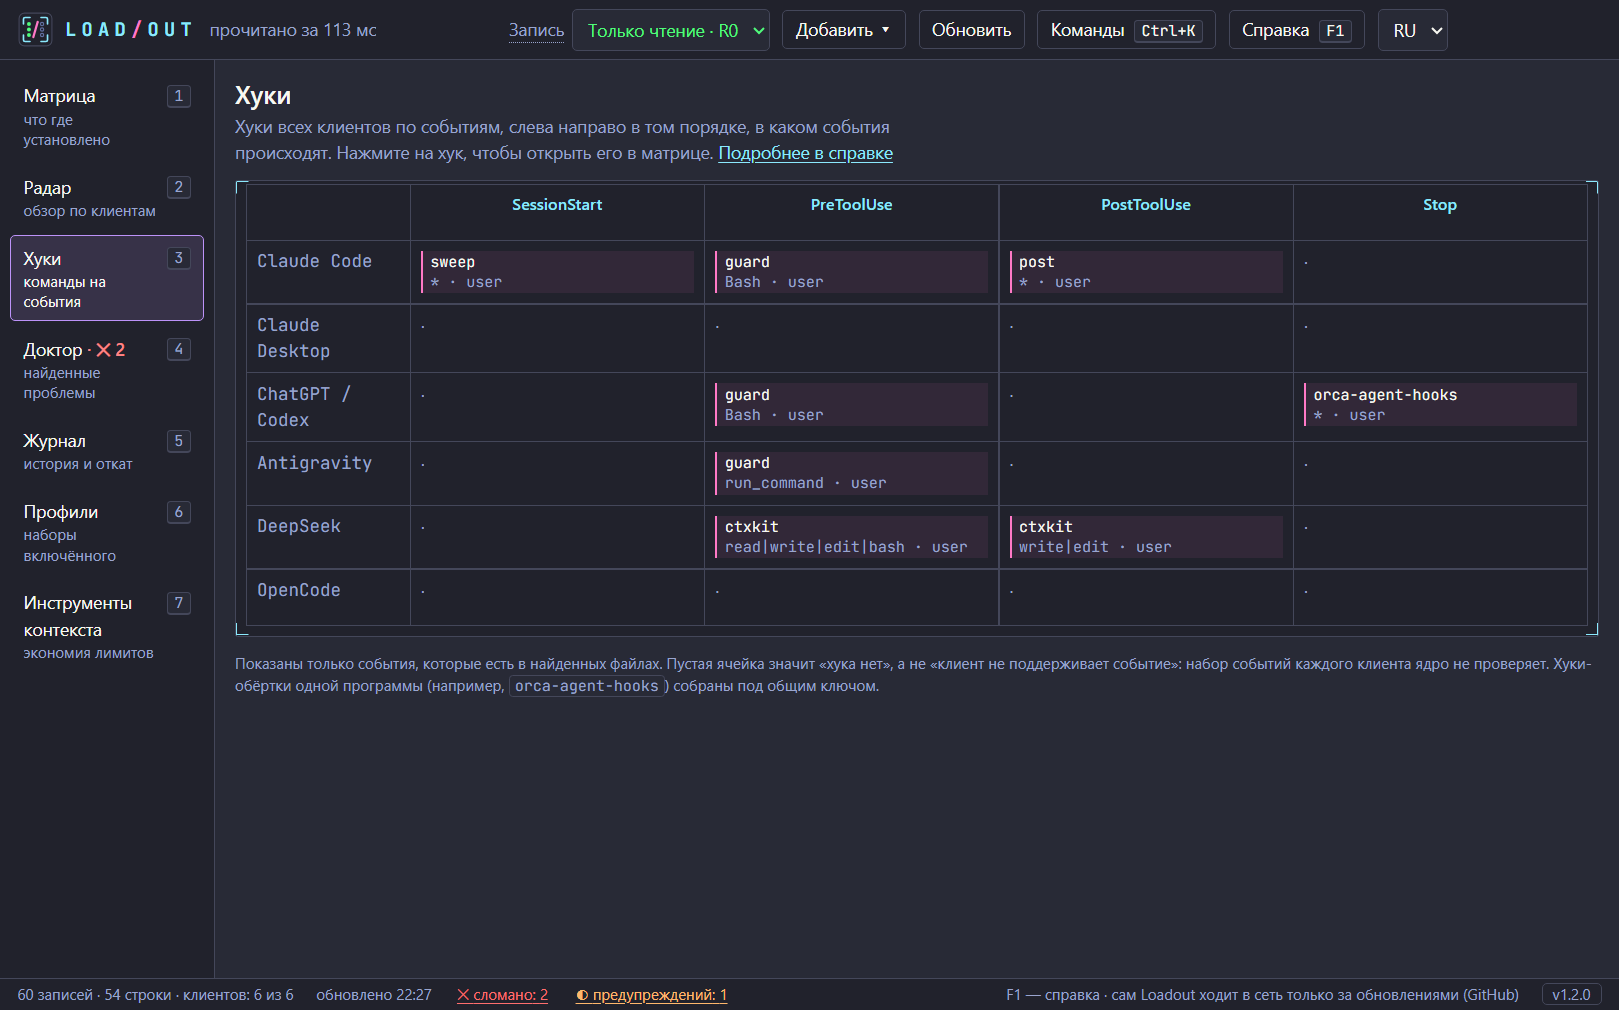 LOAD/OUT прочитано за 113 мс Запись Только чтение · R0 Добавить ▾ Обновить Команды Ctrl+K Справка F1 RU
Матрица 1
что где
установлено
Радар 2
обзор по клиентам
Хуки 3
команды на
события
Доктор · ✕ 2 4
найденные
проблемы
Журнал 5
история и откат
Профили 6
наборы
включённого
Инструменты 7
контекста
экономия лимитов
Хуки
Хуки всех клиентов по событиям, слева направо в том порядке, в каком события
происходят. Нажмите на хук, чтобы открыть его в матрице. Подробнее в справке
SessionStart PreToolUse PostToolUse Stop
Claude Code sweep guard post ·
* · user Bash · user * · user
Claude · · · ·
Desktop
ChatGPT / · guard · orca-agent-hooks
Codex Bash · user * · user
Antigravity · guard · ·
run_command · user
DeepSeek · ctxkit ctxkit ·
read|write|edit|bash · user write|edit · user
OpenCode · · · ·
Показаны только события, которые есть в найденных файлах. Пустая ячейка значит «хука нет», а не «клиент не поддерживает событие»: набор событий каждого клиента ядро не проверяет. Хуки-
обёртки одной программы (например, orca-agent-hooks) собраны под общим ключом.
60 записей · 54 строки · клиентов: 6 из 6 обновлено 22:27 ✕ сломано: 2 ◐ предупреждений: 1 F1 — справка · сам Loadout ходит в сеть только за обновлениями (GitHub) v1.2.0